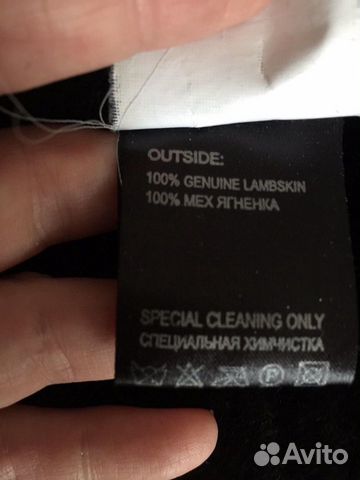 OUTSIDE:
100% GENUINE LAMBSKIN
100% МЕХ ЯГНЕНКА
SPECIAL CLEANING ONLY
СПЕЦИАЛЬНАЯ ХИМЧИСТКА
P
Avito